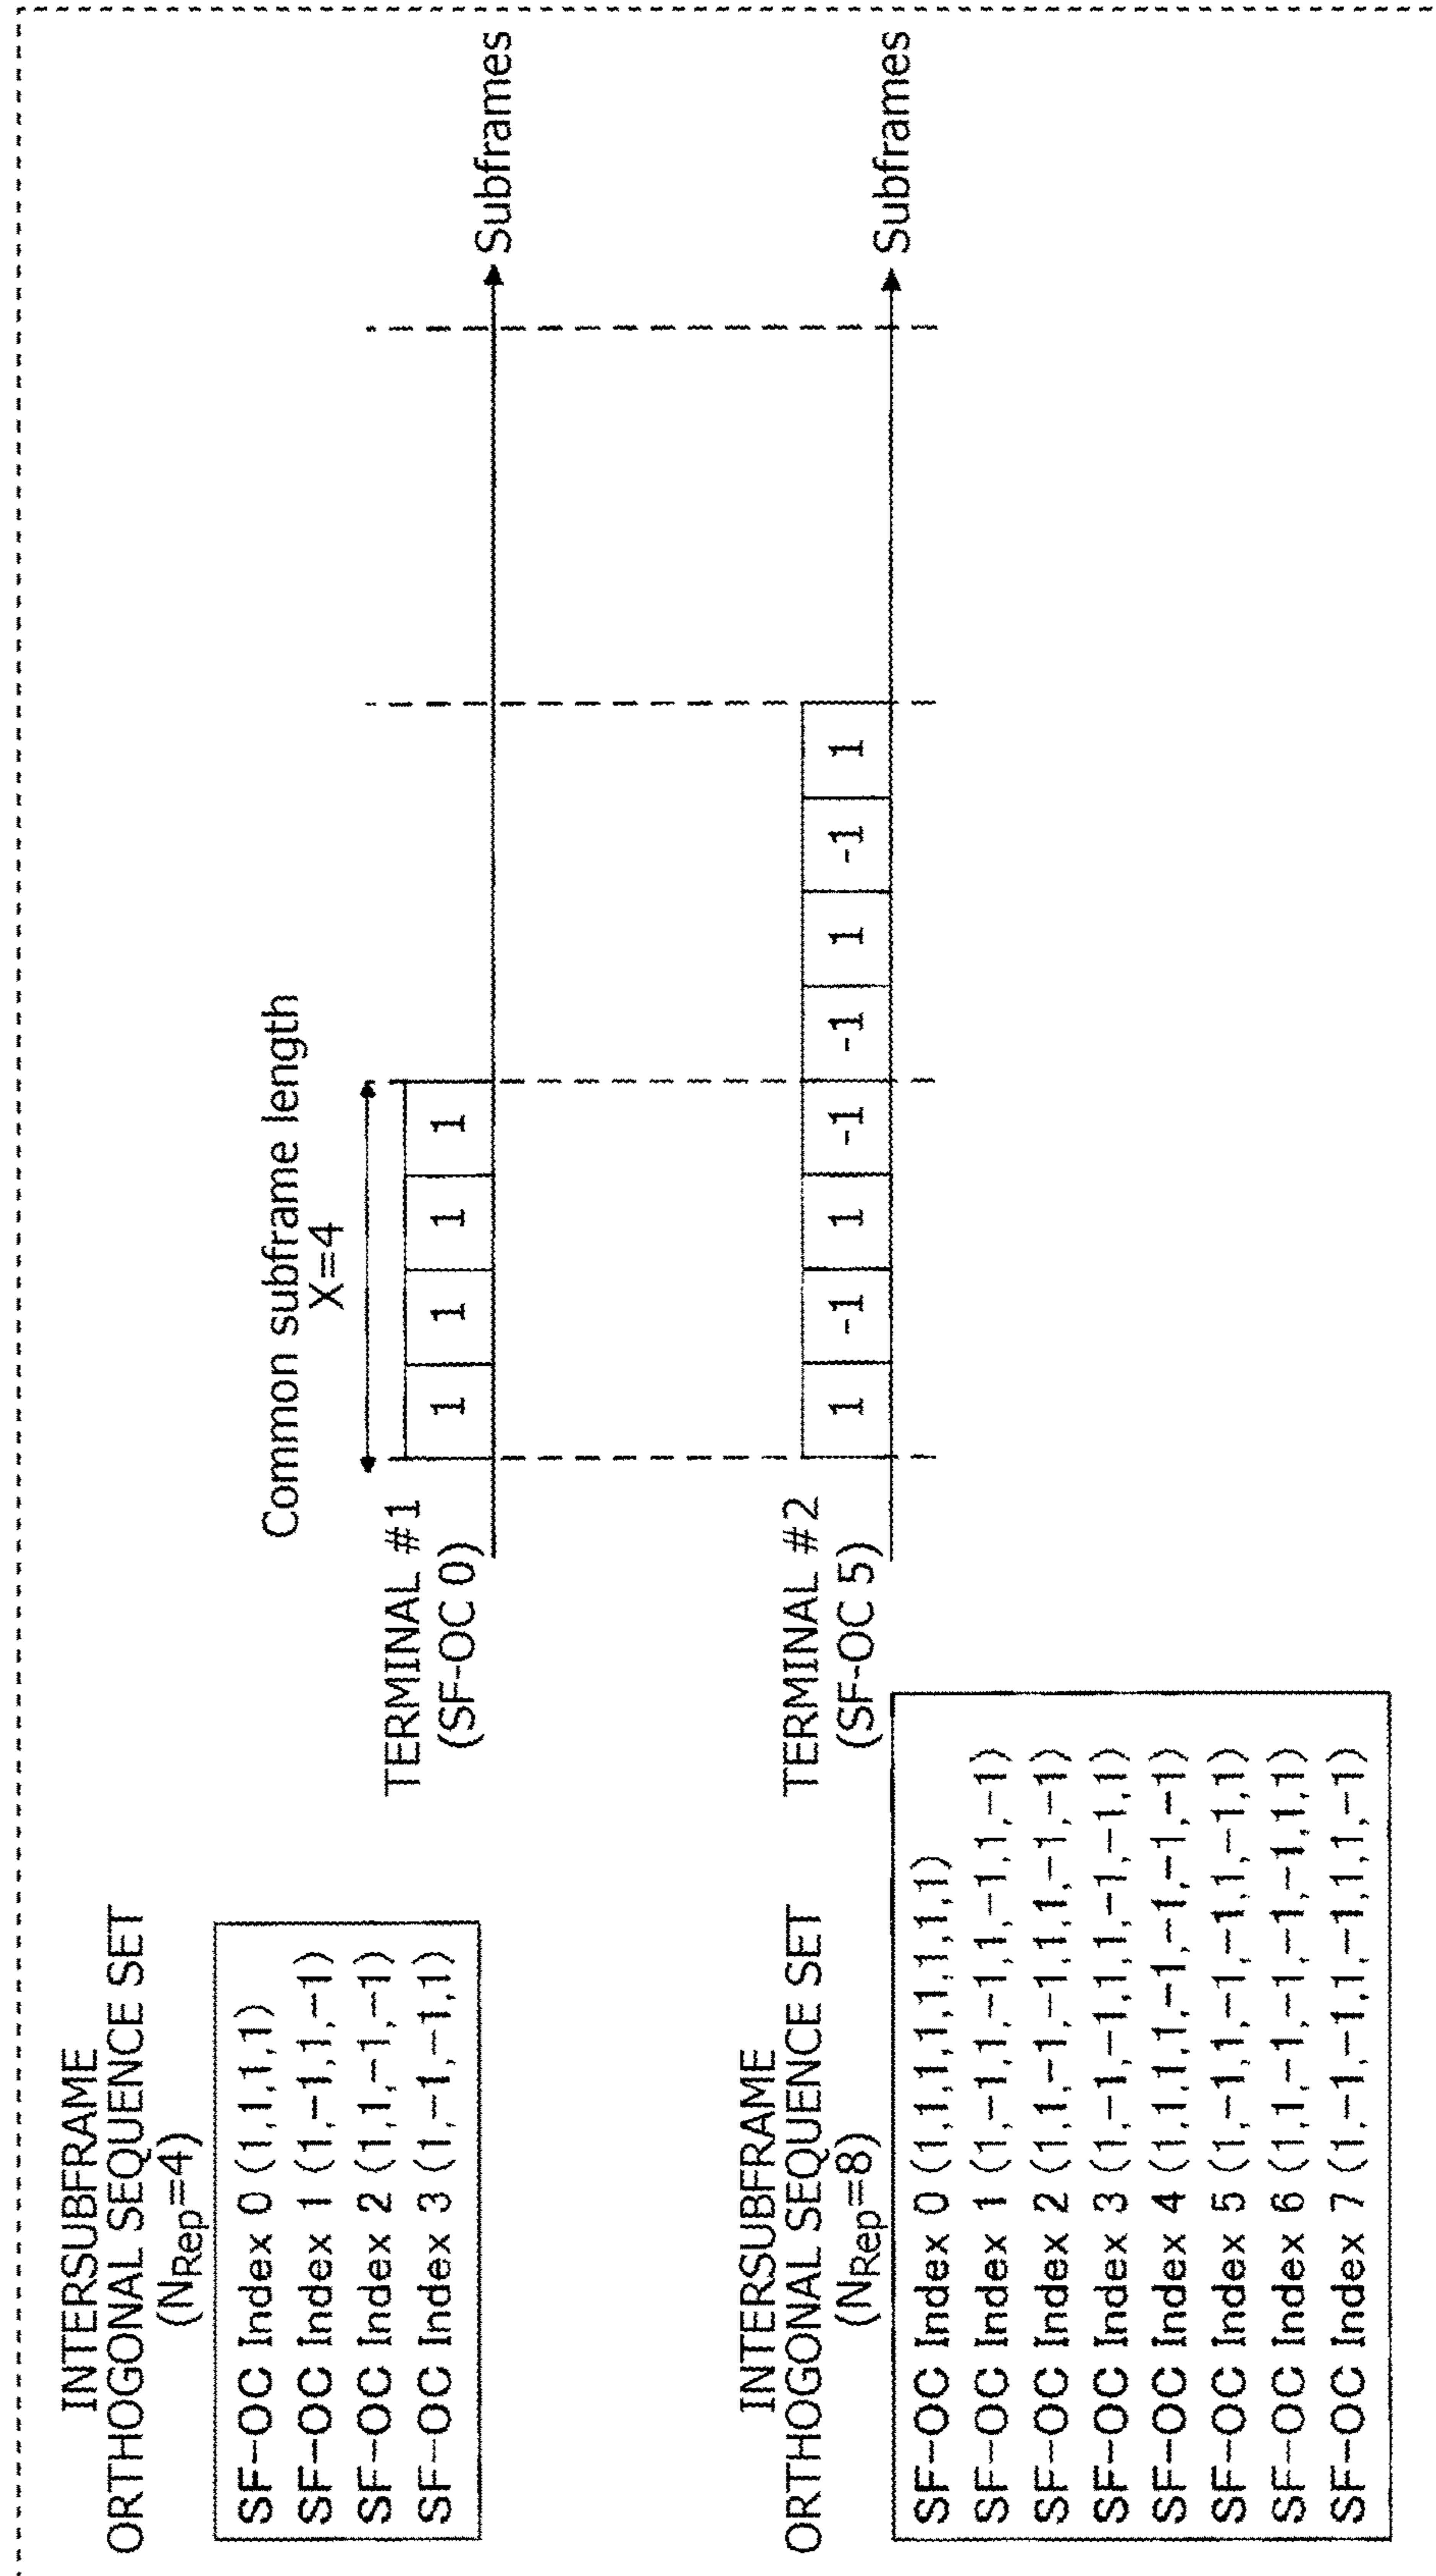 INTERSUBFRAME
ORTHOGONAL SEQUENCE SET
(NRep=4)
SF-OC Index 0 (1,1,1,1)
SF-OC Index 1 (1,-1,1,-1)
SF-OC Index 2 (1,1,-1,-1)
SF-OC Index 3 (1,-1,-1,1)
Common subframe length
X=4
TERMINAL #1
(SF-OC 0)
1 1 1 1
Subframes
INTERSUBFRAME
ORTHOGONAL SEQUENCE SET
(NRep=8)
SF-OC Index 0 (1,1,1,1,1,1,1,1)
SF-OC Index 1 (1,-1,1,-1,1,-1,1,-1)
SF-OC Index 2 (1,1,-1,-1,1,1,-1,-1)
SF-OC Index 3 (1,-1,-1,1,1,-1,-1,1)
SF-OC Index 4 (1,1,1,1,-1,-1,-1,-1)
SF-OC Index 5 (1,-1,1,-1,-1,1,-1,1)
SF-OC Index 6 (1,1,-1,-1,-1,-1,1,1)
SF-OC Index 7 (1,-1,-1,1,-1,1,1,-1)
TERMINAL #2
(SF-OC 5)
1 -1 1 -1 -1 1 -1 1
Subframes